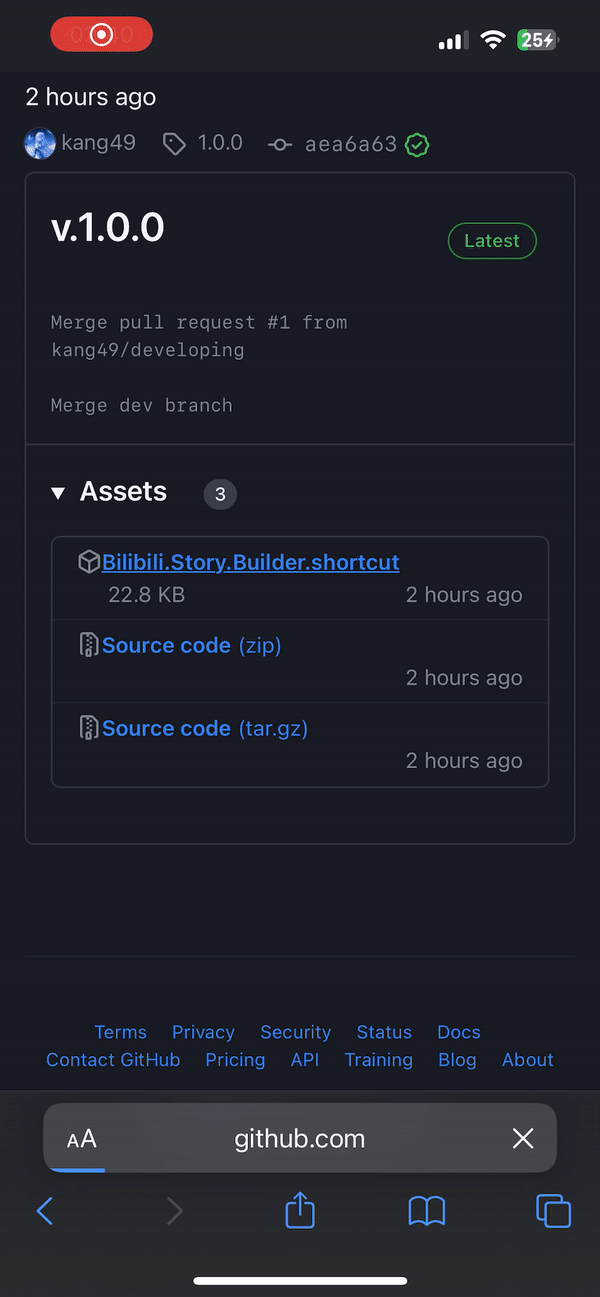 25
2 hours ago
kang49 1.0.0 aea6a63
v.1.0.0
Latest
Merge pull request #1 from
kang49/developing
Merge dev branch
Assets 3
Bilibili.Story.Builder.shortcut
22.8 KB 2 hours ago
Source code (zip)
2 hours ago
Source code (tar.gz)
2 hours ago
Terms Privacy Security Status Docs
Contact GitHub Pricing API Training Blog About
AA github.com